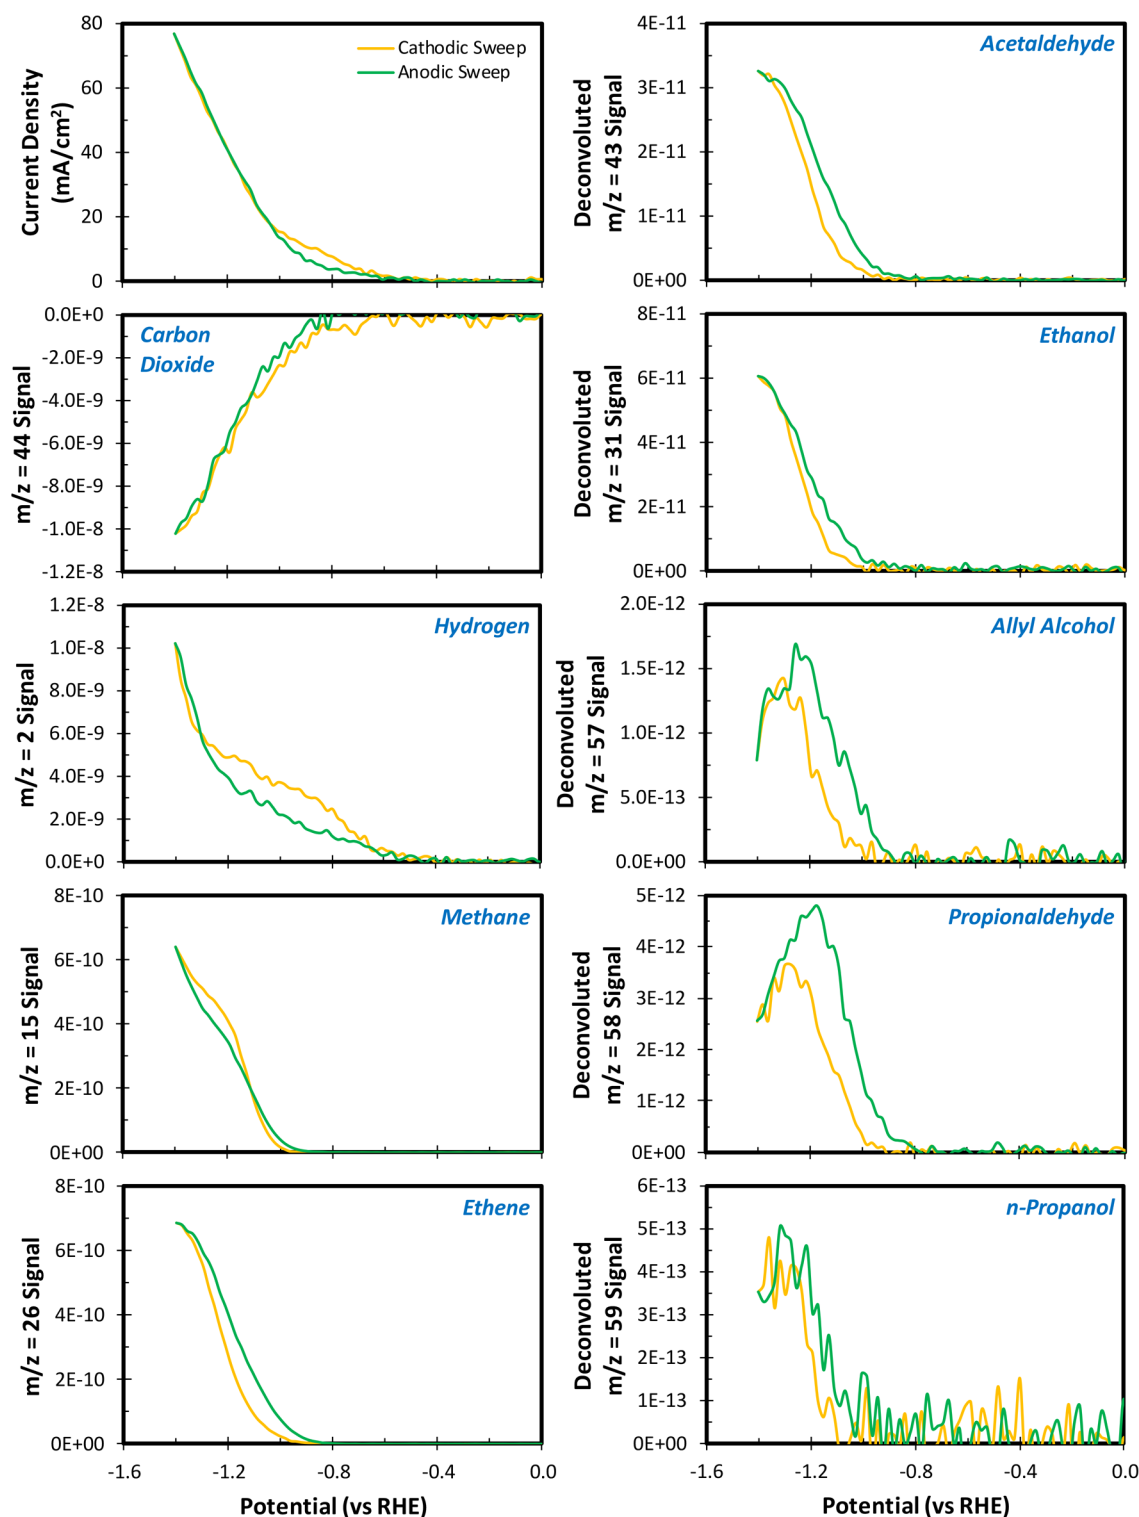 80
60
40
20
0
Current Density
(mA/cm²)
Cathodic Sweep
Anodic Sweep
4E-11
3E-11
2E-11
1E-11
0E+00
Deconvoluted
m/z = 43 Signal
Acetaldehyde
0.0E+0
-2.0E-9
-4.0E-9
-6.0E-9
-8.0E-9
-1.0E-8
-1.2E-8
m/z = 44 Signal
Carbon
Dioxide
8E-11
6E-11
4E-11
2E-11
0E+00
Deconvoluted
m/z = 31 Signal
Ethanol
1.2E-8
1.0E-8
8.0E-9
6.0E-9
4.0E-9
2.0E-9
0.0E+0
m/z = 2 Signal
Hydrogen
2.0E-12
1.5E-12
1.0E-12
5.0E-13
0.0E+00
Deconvoluted
m/z = 57 Signal
Allyl Alcohol
8E-10
6E-10
4E-10
2E-10
0E+00
m/z = 15 Signal
Methane
5E-12
4E-12
3E-12
2E-12
1E-12
0E+00
Deconvoluted
m/z = 58 Signal
Propionaldehyde
8E-10
6E-10
4E-10
2E-10
0E+00
m/z = 26 Signal
Ethene
-1.6 -1.2 -0.8 -0.4 0.0
Potential (vs RHE)
6E-13
5E-13
4E-13
3E-13
2E-13
1E-13
0E+00
Deconvoluted
m/z = 59 Signal
n-Propanol
-1.6 -1.2 -0.8 -0.4 0.0
Potential (vs RHE)